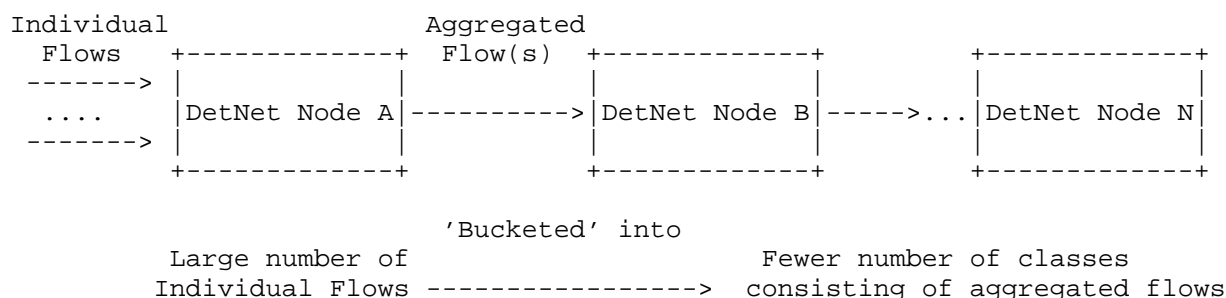 Individual                 Aggregated
Flows   +-------------+  Flow(s)  +-------------+         +-------------+
-------> |             |           |             |         |             |
....    |DetNet Node A|---------->|DetNet Node B|----->...|DetNet Node N|
-------> |             |           |             |         |             |
+-------------+           +-------------+         +-------------+
'Bucketed' into
Large number of                     Fewer number of classes
Individual Flows -----------------> consisting of aggregated flows